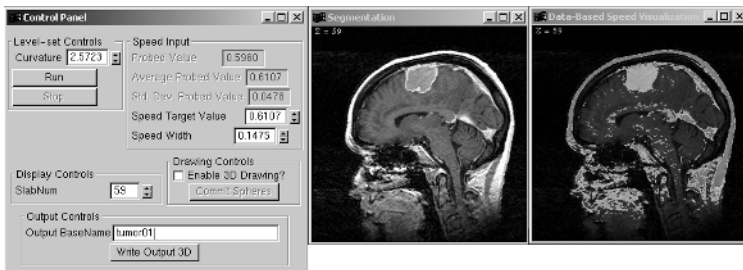 Control Panel
Level-set Controls
Curvature 2.5723
Run
Stop
Speed Input
Probed Value 0.5980
Average Probed Value 0.6107
Std. Dev. Probed Value 0.0478
Speed Target Value 0.6107
Speed Width 0.1475
Display Controls
SlabNum 59
Drawing Controls
Enable 3D Drawing?
Commit Spheres
Output Controls
Output BaseName tumor01
Write Output 3D
Segmentation
Z = 59
Data-Based Speed Visualization
Z = 59